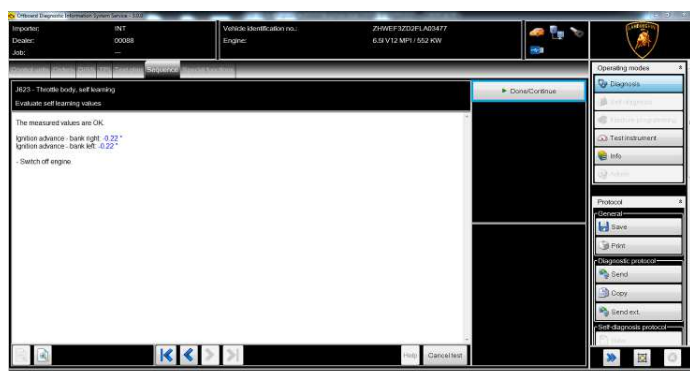 Offboard Diagnostic Information System Service - 3.0.0
Importer: INT
Dealer: 00088
Job: ---
Vehicle identification no.: ZHWEF3ZD2FLA03477
Engine: 6.5l V12 MPI / 552 KW
Sequence
J623 - Throttle body, self learning
Evaluate self learning values
The measured values are OK.
Ignition advance - bank right: -0.22 °
Ignition advance - bank left: -0.22 °
- Switch off engine.
Done/Continue
Help
Cancel test
Operating modes
Diagnosis
Test instrument
Info
Admin
Protocol
General
Save
Print
Diagnostic protocol
Send
Copy
Send ext.
Self-diagnosis protocol